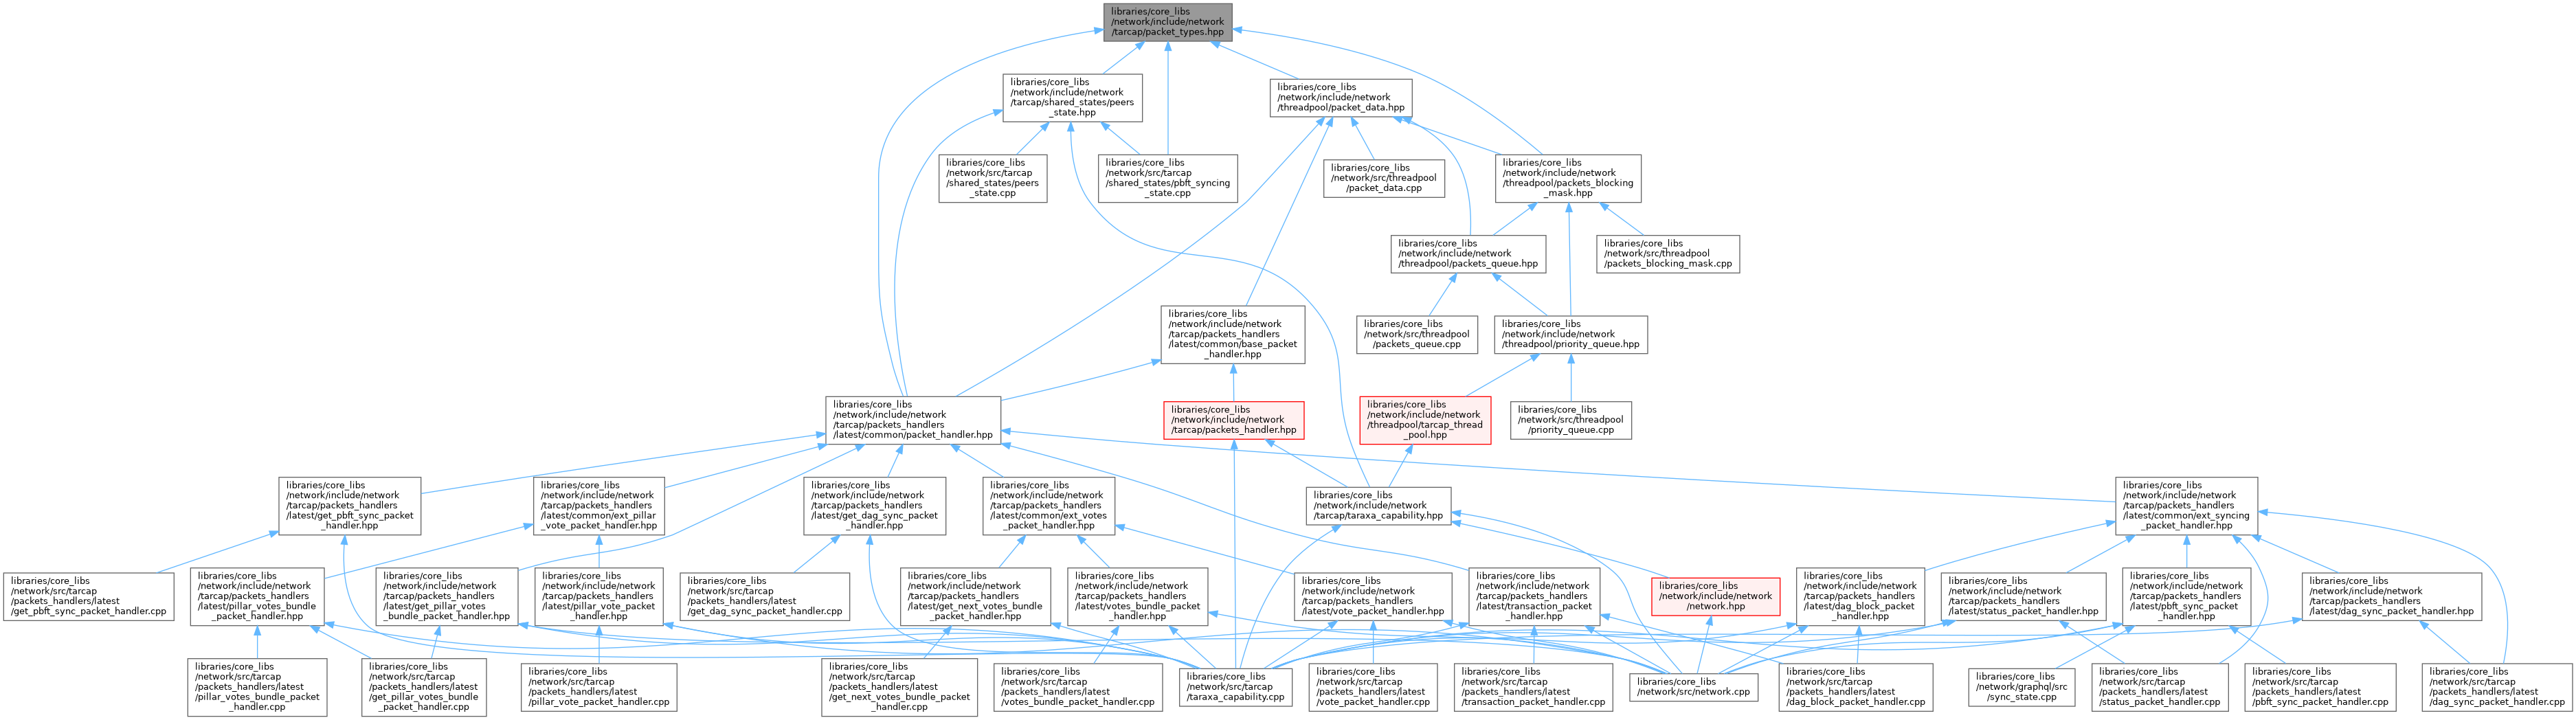 libraries/core_libs
/network/include/network
/tarcap/packet_types.hpp
libraries/core_libs
/network/include/network
/tarcap/shared_states/peers
_state.hpp
libraries/core_libs
/network/include/network
/threadpool/packet_data.hpp
libraries/core_libs
/network/src/tarcap
/shared_states/peers
_state.cpp
libraries/core_libs
/network/src/tarcap
/shared_states/pbft_syncing
_state.cpp
libraries/core_libs
/network/src/threadpool
/packet_data.cpp
libraries/core_libs
/network/include/network
/threadpool/packets_blocking
_mask.hpp
libraries/core_libs
/network/include/network
/threadpool/packets_queue.hpp
libraries/core_libs
/network/src/threadpool
/packets_blocking_mask.cpp
libraries/core_libs
/network/include/network
/tarcap/packets_handlers
/latest/common/base_packet
_handler.hpp
libraries/core_libs
/network/src/threadpool
/packets_queue.cpp
libraries/core_libs
/network/include/network
/threadpool/priority_queue.hpp
libraries/core_libs
/network/include/network
/tarcap/packets_handlers
/latest/common/packet_handler.hpp
libraries/core_libs
/network/include/network
/tarcap/packets_handler.hpp
libraries/core_libs
/network/include/network
/threadpool/tarcap_thread
_pool.hpp
libraries/core_libs
/network/src/threadpool
/priority_queue.cpp
libraries/core_libs
/network/include/network
/tarcap/packets_handlers
/latest/get_pbft_sync_packet
_handler.hpp
libraries/core_libs
/network/include/network
/tarcap/packets_handlers
/latest/common/ext_pillar
_vote_packet_handler.hpp
libraries/core_libs
/network/include/network
/tarcap/packets_handlers
/latest/get_dag_sync_packet
_handler.hpp
libraries/core_libs
/network/include/network
/tarcap/packets_handlers
/latest/common/ext_votes
_packet_handler.hpp
libraries/core_libs
/network/include/network
/tarcap/taraxa_capability.hpp
libraries/core_libs
/network/include/network
/tarcap/packets_handlers
/latest/common/ext_syncing
_packet_handler.hpp
libraries/core_libs
/network/src/tarcap
/packets_handlers/latest
/get_pbft_sync_packet_handler.cpp
libraries/core_libs
/network/include/network
/tarcap/packets_handlers
/latest/pillar_votes_bundle
_packet_handler.hpp
libraries/core_libs
/network/include/network
/tarcap/packets_handlers
/latest/get_pillar_votes
_bundle_packet_handler.hpp
libraries/core_libs
/network/include/network
/tarcap/packets_handlers
/latest/pillar_vote_packet
_handler.hpp
libraries/core_libs
/network/src/tarcap
/packets_handlers/latest
/get_dag_sync_packet_handler.cpp
libraries/core_libs
/network/include/network
/tarcap/packets_handlers
/latest/get_next_votes_bundle
_packet_handler.hpp
libraries/core_libs
/network/include/network
/tarcap/packets_handlers
/latest/votes_bundle_packet
_handler.hpp
libraries/core_libs
/network/include/network
/tarcap/packets_handlers
/latest/vote_packet_handler.hpp
libraries/core_libs
/network/include/network
/tarcap/packets_handlers
/latest/transaction_packet
_handler.hpp
libraries/core_libs
/network/include/network
/network.hpp
libraries/core_libs
/network/include/network
/tarcap/packets_handlers
/latest/dag_block_packet
_handler.hpp
libraries/core_libs
/network/include/network
/tarcap/packets_handlers
/latest/status_packet_handler.hpp
libraries/core_libs
/network/include/network
/tarcap/packets_handlers
/latest/pbft_sync_packet
_handler.hpp
libraries/core_libs
/network/include/network
/tarcap/packets_handlers
/latest/dag_sync_packet_handler.hpp
libraries/core_libs
/network/src/tarcap
/packets_handlers/latest
/pillar_votes_bundle_packet
_handler.cpp
libraries/core_libs
/network/src/tarcap
/packets_handlers/latest
/get_pillar_votes_bundle
_packet_handler.cpp
libraries/core_libs
/network/src/tarcap
/packets_handlers/latest
/pillar_vote_packet_handler.cpp
libraries/core_libs
/network/src/tarcap
/packets_handlers/latest
/get_next_votes_bundle_packet
_handler.cpp
libraries/core_libs
/network/src/tarcap
/packets_handlers/latest
/votes_bundle_packet_handler.cpp
libraries/core_libs
/network/src/tarcap
/taraxa_capability.cpp
libraries/core_libs
/network/src/tarcap
/packets_handlers/latest
/vote_packet_handler.cpp
libraries/core_libs
/network/src/tarcap
/packets_handlers/latest
/transaction_packet_handler.cpp
libraries/core_libs
/network/src/network.cpp
libraries/core_libs
/network/src/tarcap
/packets_handlers/latest
/dag_block_packet_handler.cpp
libraries/core_libs
/network/graphql/src
/sync_state.cpp
libraries/core_libs
/network/src/tarcap
/packets_handlers/latest
/status_packet_handler.cpp
libraries/core_libs
/network/src/tarcap
/packets_handlers/latest
/pbft_sync_packet_handler.cpp
libraries/core_libs
/network/src/tarcap
/packets_handlers/latest
/dag_sync_packet_handler.cpp